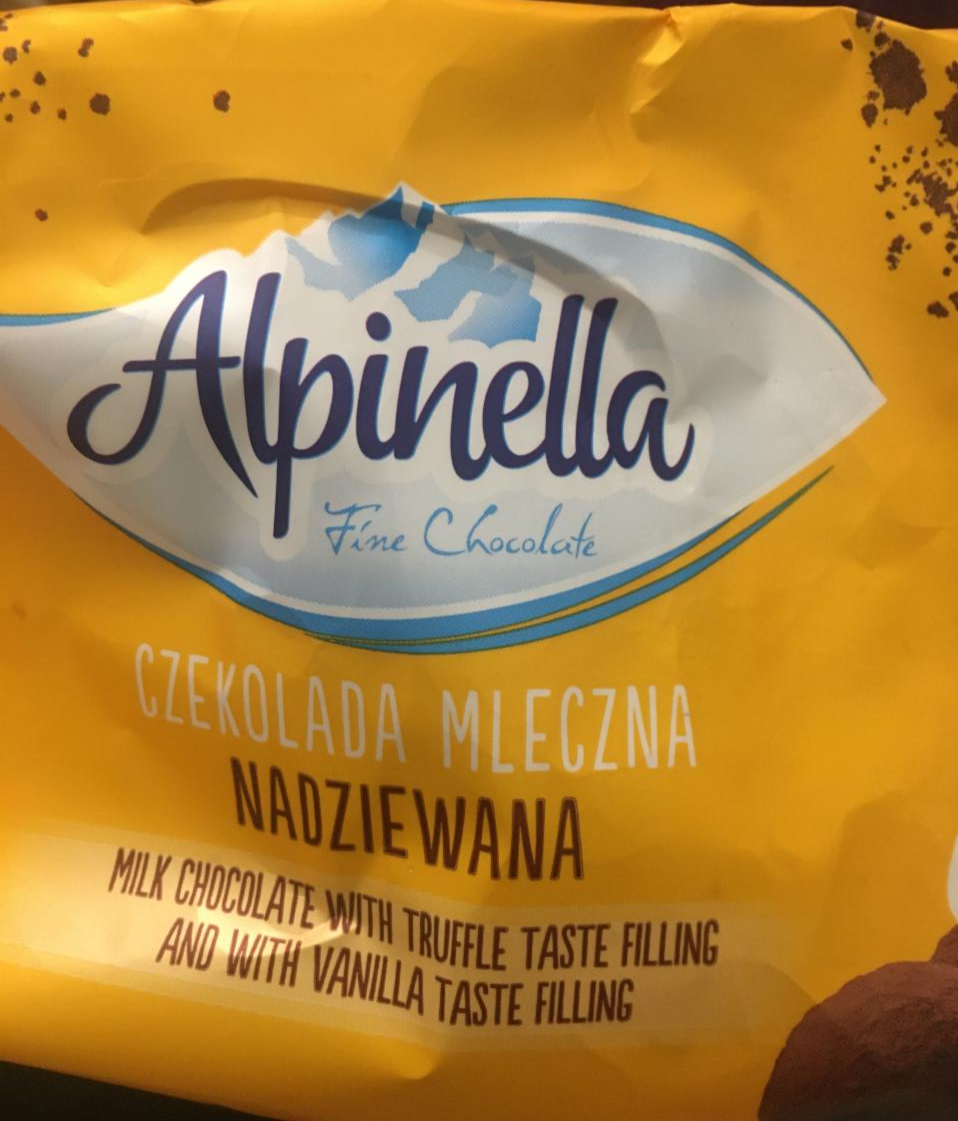 Alpinella
Fine Chocolate
CZEKOLADA MLECZNA
NADZIEWANA
MILK CHOCOLATE WITH TRUFFLE TASTE FILLING
AND WITH VANILLA TASTE FILLING